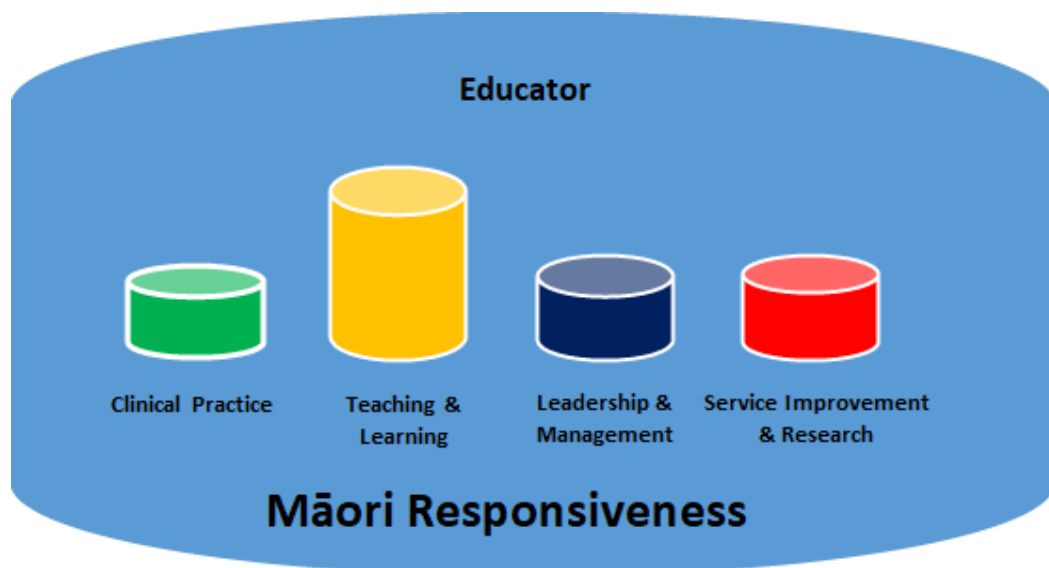 Educator
Clinical Practice
Teaching &
Learning
Leadership &
Management
Service Improvement
& Research
Māori Responsiveness